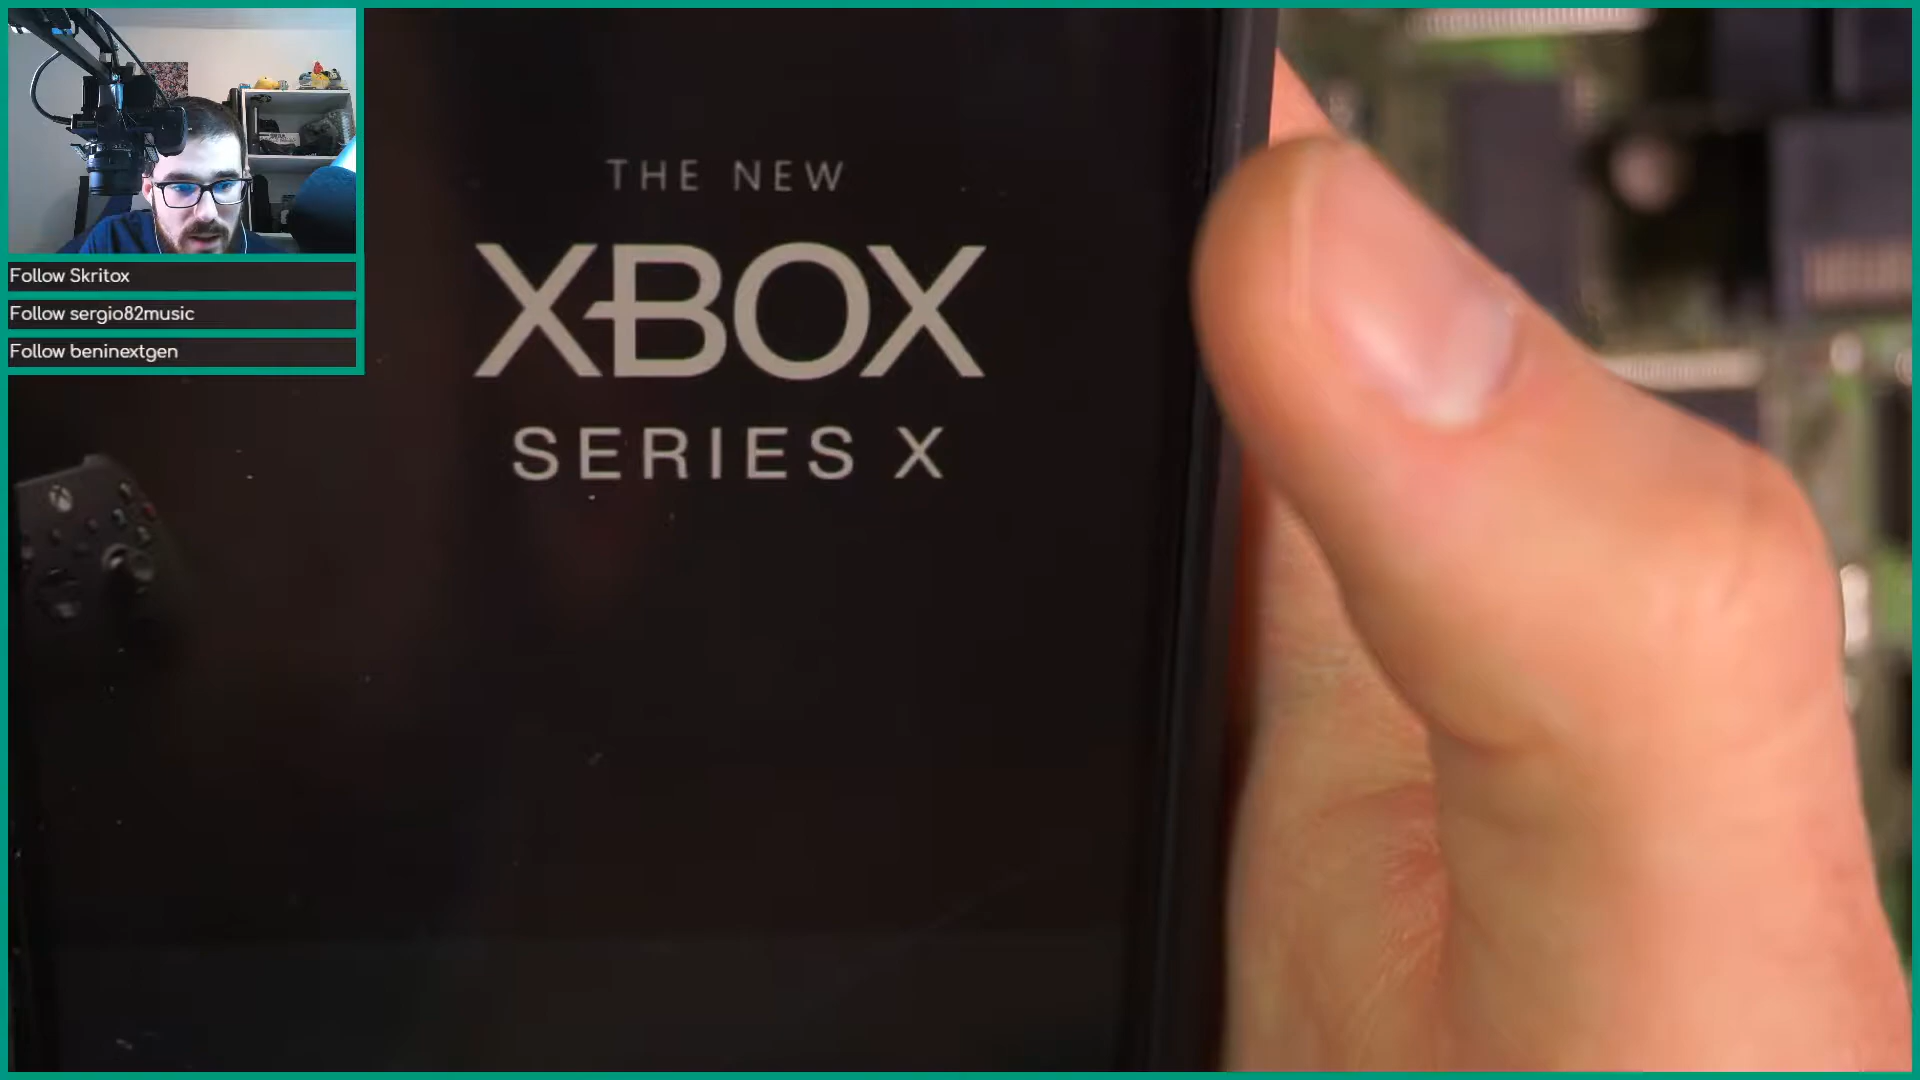 Follow Skritox
Follow sergio82music
Follow beninextgen
THE NEW
XBOX
SERIES X